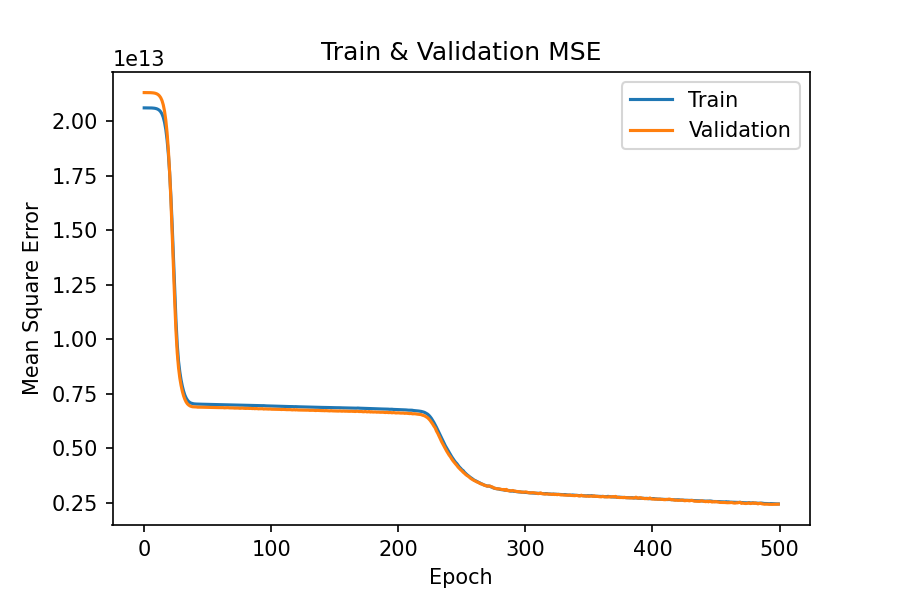 Train & Validation MSE
1e13
Train
Validation
2.00
1.75
1.50
1.25
1.00
0.75
0.50
0.25
Mean Square Error
0 100 200 300 400 500
Epoch